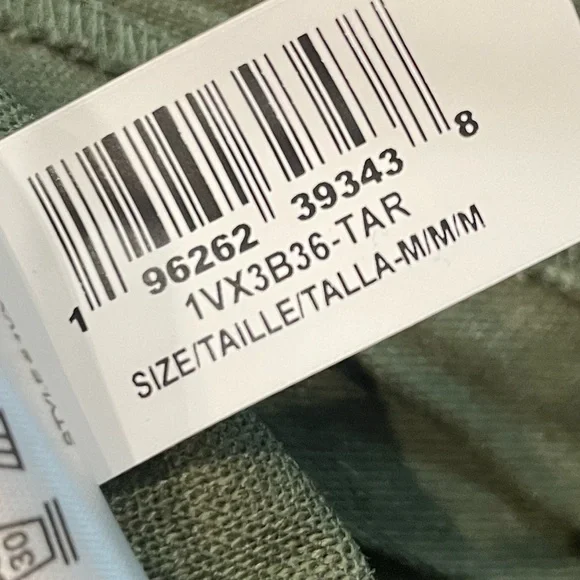 1 96262 39343 8
1VX3B36-TAR
SIZE/TAILLE/TALLA-M/M/M
30